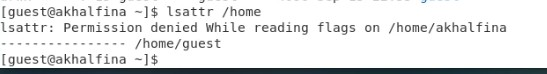 [guest@akhalfina ~]$ lsattr /home
lsattr: Permission denied While reading flags on /home/akhalfina
---------------- /home/guest
[guest@akhalfina ~]$